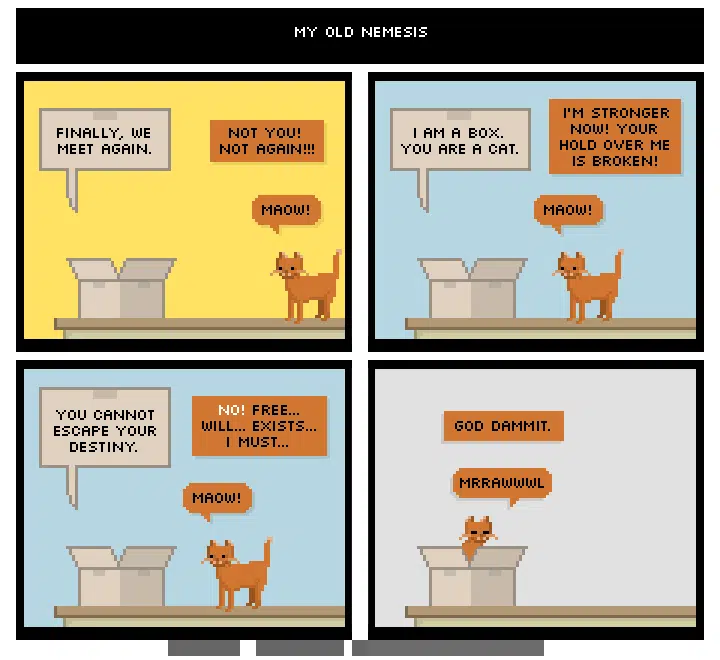 MY OLD NEMESIS
FINALLY, WE
MEET AGAIN.
NOT YOU!
NOT AGAIN!!!
MAOW!
I AM A BOX.
YOU ARE A CAT.
I'M STRONGER
NOW! YOUR
HOLD OVER ME
IS BROKEN!
MAOW!
YOU CANNOT
ESCAPE YOUR
DESTINY.
NO! FREE...
WILL... EXISTS...
I MUST...
MAOW!
GOD DAMMIT.
MRRAWWWL